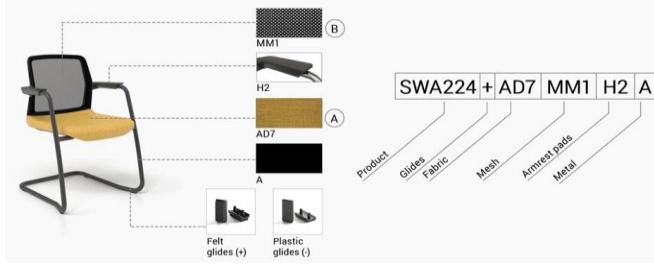 B
MM1
H2
A
AD7
A
Felt
glides (+)
Plastic
glides (-)
SWA224 + AD7 MM1 H2 A
Product
Glides
Fabric
Mesh
Armrest pads
Metal